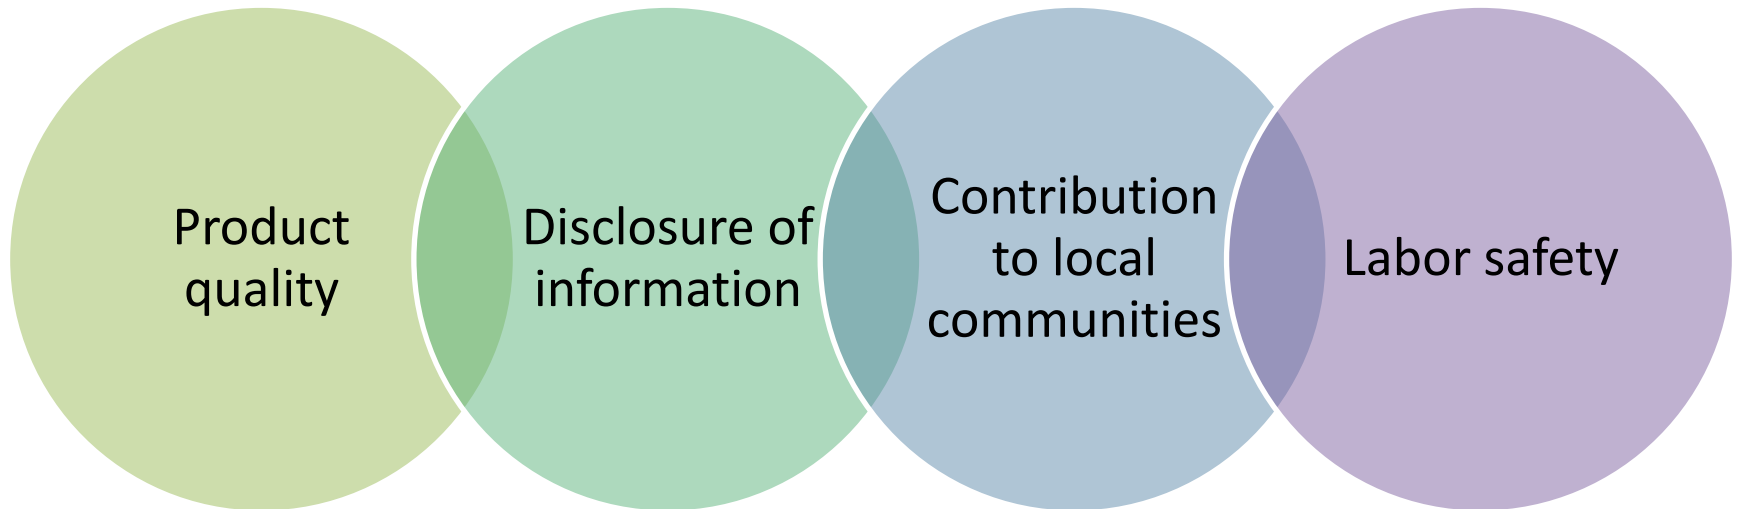 Product
quality
Disclosure of
information
Contribution
to local
communities
Labor safety